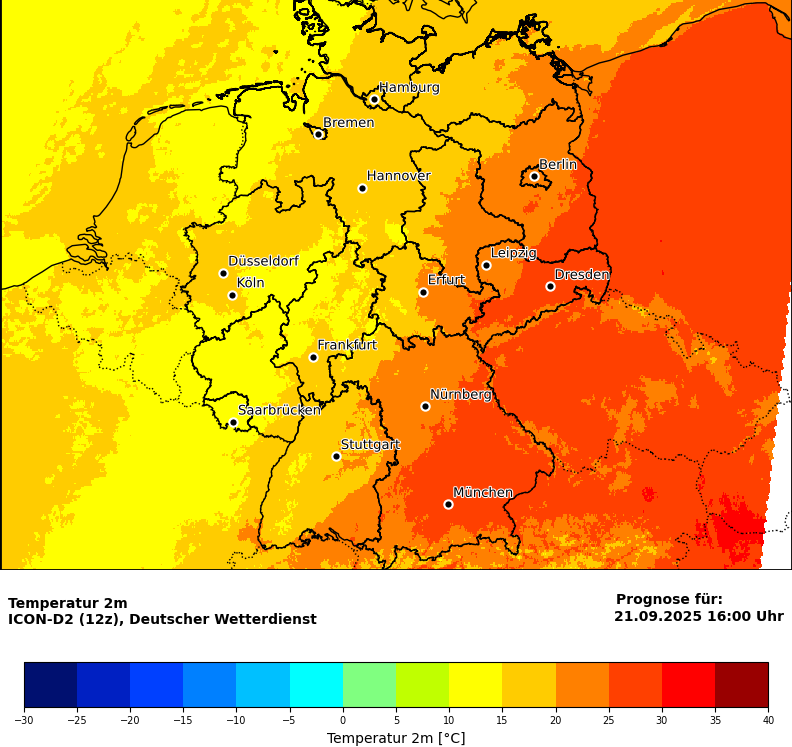 Hamburg
Bremen
Berlin
Hannover
Leipzig
Düsseldorf
Dresden
Köln
Erfurt
Frankfurt
Nürnberg
Saarbrücken
Stuttgart
München
Temperatur 2m
ICON-D2 (12z), Deutscher Wetterdienst
Prognose für:
21.09.2025 16:00 Uhr
−30 −25 −20 −15 −10 −5 0 5 10 15 20 25 30 35 40
Temperatur 2m [°C]